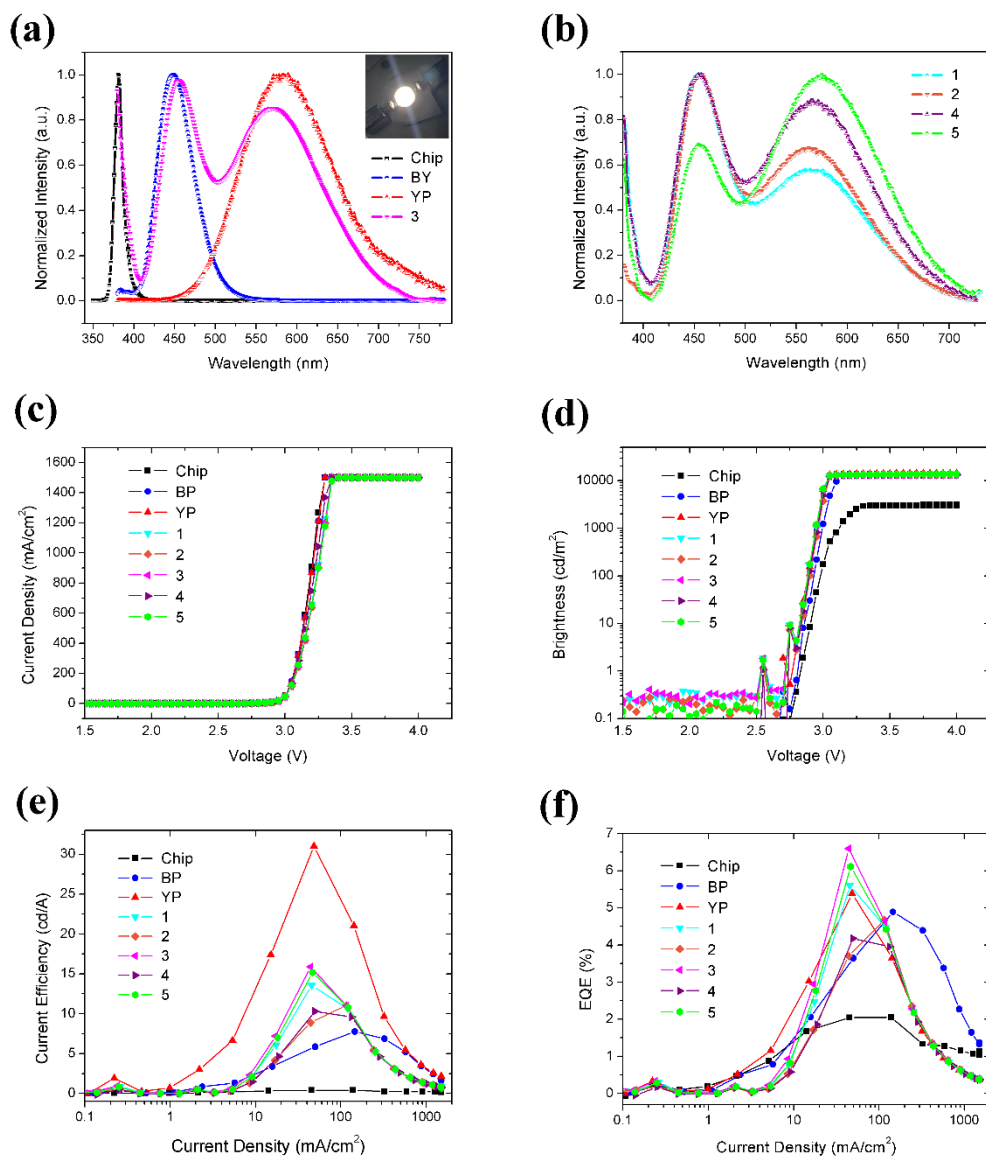 (a)
Normalized Intensity (a.u.)
1.0
0.8
0.6
0.4
0.2
0.0
350 400 450 500 550 600 650 700 750
Wavelength (nm)
Chip
BY
YP
3
(b)
Normalized Intensity (a.u.)
1.0
0.8
0.6
0.4
0.2
0.0
400 450 500 550 600 650 700
Wavelength (nm)
1
2
4
5
(c)
Current Density (mA/cm²)
1600
1500
1400
1300
1200
1100
1000
900
800
700
600
500
400
300
200
100
0
1.5 2.0 2.5 3.0 3.5 4.0
Voltage (V)
Chip
BP
YP
1
2
3
4
5
(d)
Brightness (cd/m²)
10000
1000
100
10
1
0.1
1.5 2.0 2.5 3.0 3.5 4.0
Voltage (V)
Chip
BP
YP
1
2
3
4
5
(e)
Current Efficiency (cd/A)
30
25
20
15
10
5
0
0.1 1 10 100 1000
Current Density (mA/cm²)
Chip
BP
YP
1
2
3
4
5
(f)
EQE (%)
7
6
5
4
3
2
1
0
0.1 1 10 100 1000
Current Density (mA/cm²)
Chip
BP
YP
1
2
3
4
5